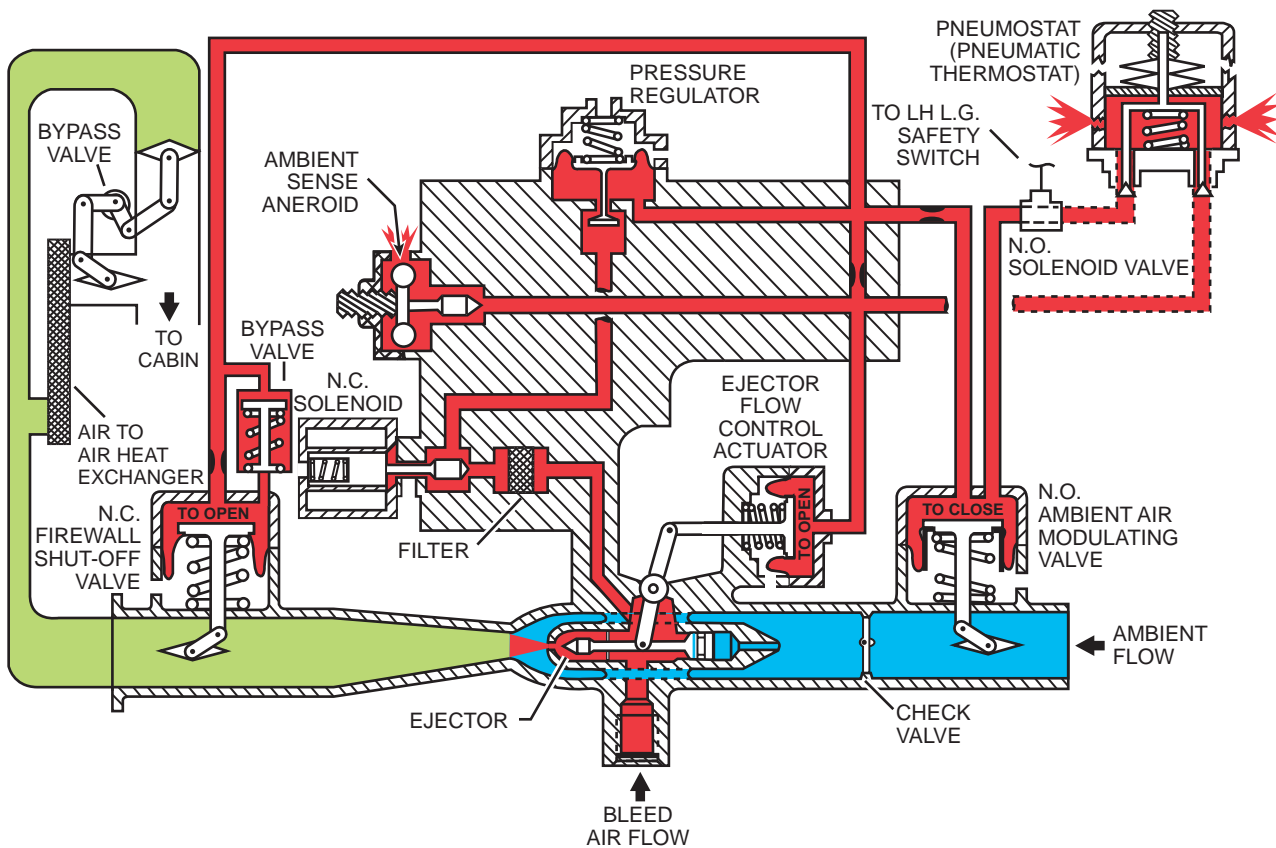 PNEUMOSTAT
(PNEUMATIC
THERMOSTAT)
PRESSURE
REGULATOR
TO LH L.G.
SAFETY
SWITCH
BYPASS
VALVE
AMBIENT
SENSE
ANEROID
N.O.
SOLENOID VALVE
TO
CABIN
BYPASS
VALVE
N.C.
SOLENOID
EJECTOR
FLOW
CONTROL
ACTUATOR
AIR TO
AIR HEAT
EXCHANGER
N.C.
FIREWALL
SHUT-OFF
VALVE
TO OPEN
FILTER
TO OPEN
TO CLOSE
N.O.
AMBIENT AIR
MODULATING
VALVE
AMBIENT
FLOW
EJECTOR
CHECK
VALVE
BLEED
AIR FLOW